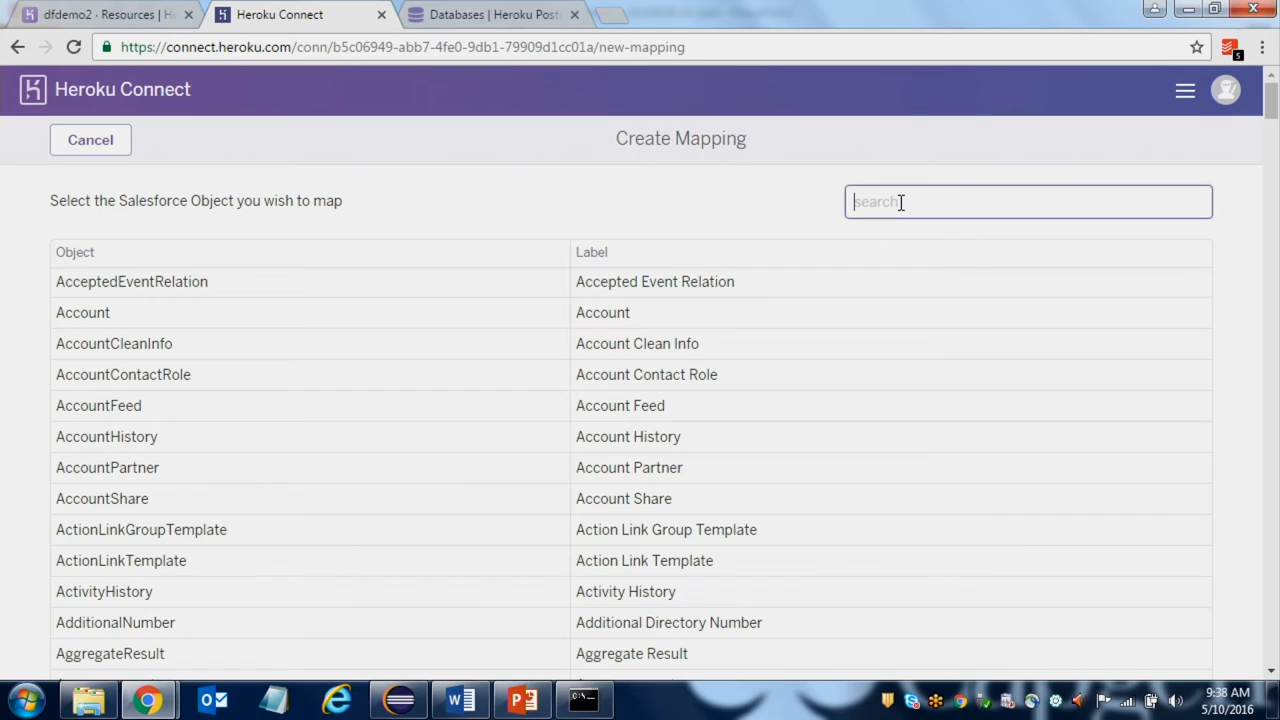 dfdemo2 - Resources | H
Heroku Connect
Databases | Heroku Post
https://connect.heroku.com/conn/b5c06949-abb7-4fe0-9db1-79909d1cc01a/new-mapping
5
Heroku Connect
Cancel
Create Mapping
Select the Salesforce Object you wish to map
search
Object Label
AcceptedEventRelation Accepted Event Relation
Account Account
AccountCleanInfo Account Clean Info
AccountContactRole Account Contact Role
AccountFeed Account Feed
AccountHistory Account History
AccountPartner Account Partner
AccountShare Account Share
ActionLinkGroupTemplate Action Link Group Template
ActionLinkTemplate Action Link Template
ActivityHistory Activity History
AdditionalNumber Additional Directory Number
AggregateResult Aggregate Result
9:38 AM
5/10/2016